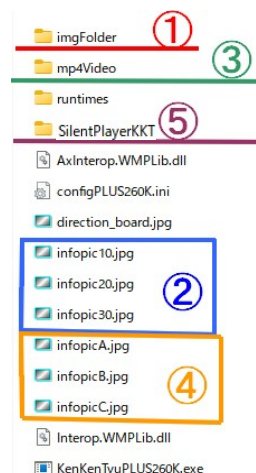 imgFolder ①
mp4Video ③
runtimes
SilentPlayerKKT ⑤
AxInterop.WMPLib.dll
configPLUS260K.ini
direction_board.jpg
infopic10.jpg
infopic20.jpg ②
infopic30.jpg
infopicA.jpg
infopicB.jpg ④
infopicC.jpg
Interop.WMPLib.dll
KenKenTyuPLUS260K.exe